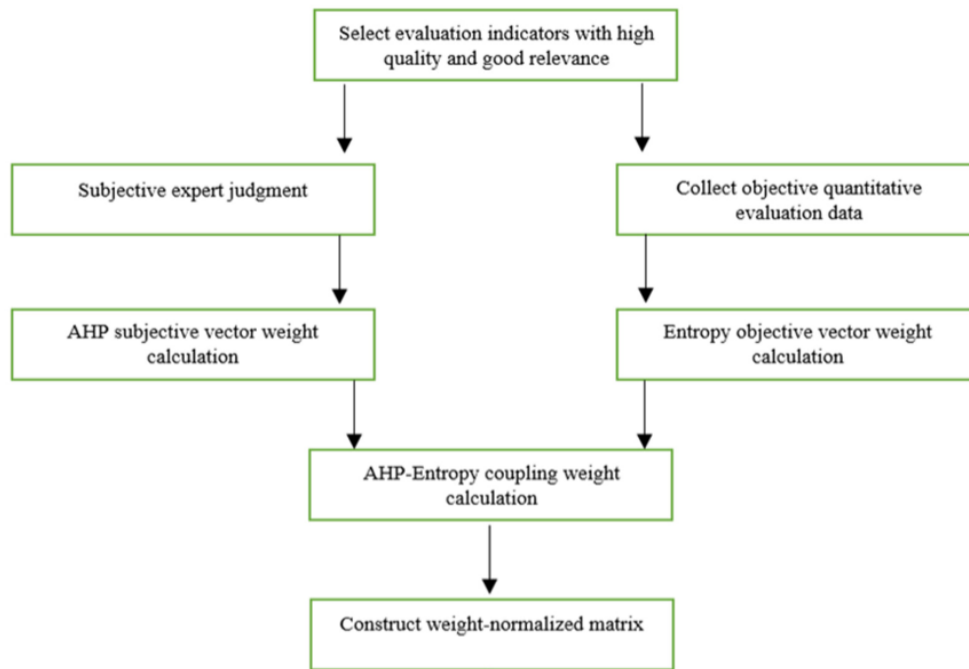 Select evaluation indicators with high
quality and good relevance
Subjective expert judgment
Collect objective quantitative
evaluation data
AHP subjective vector weight
calculation
Entropy objective vector weight
calculation
AHP-Entropy coupling weight
calculation
Construct weight-normalized matrix